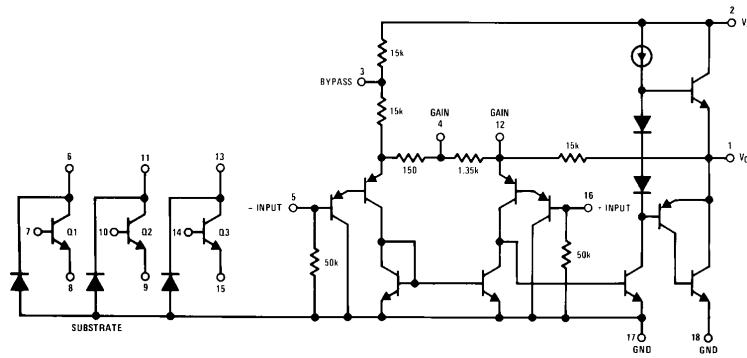 2
V
15k
3
BYPASS
15k
GAIN
4
GAIN
12
1
V
15k
150
1.35k
6
11
13
5
- INPUT
16
+ INPUT
7
Q1
10
Q2
14
Q3
50k
50k
8
9
15
SUBSTRATE
17
GND
18
GND